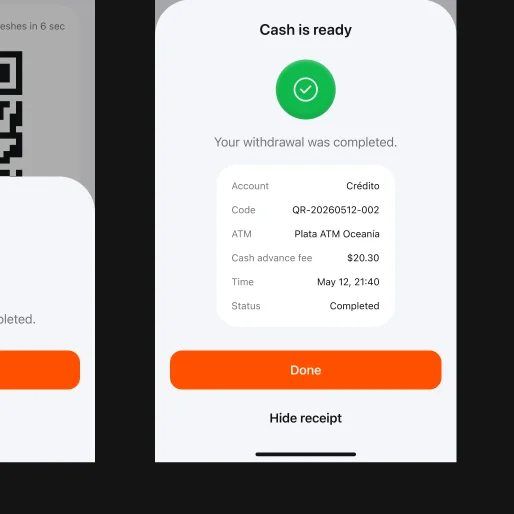 eshes in 6 sec
pleted.
Cash is ready
Your withdrawal was completed.
Account Crédito
Code QR-20260512-002
ATM Plata ATM Oceanía
Cash advance fee $20.30
Time May 12, 21:40
Status Completed
Done
Hide receipt